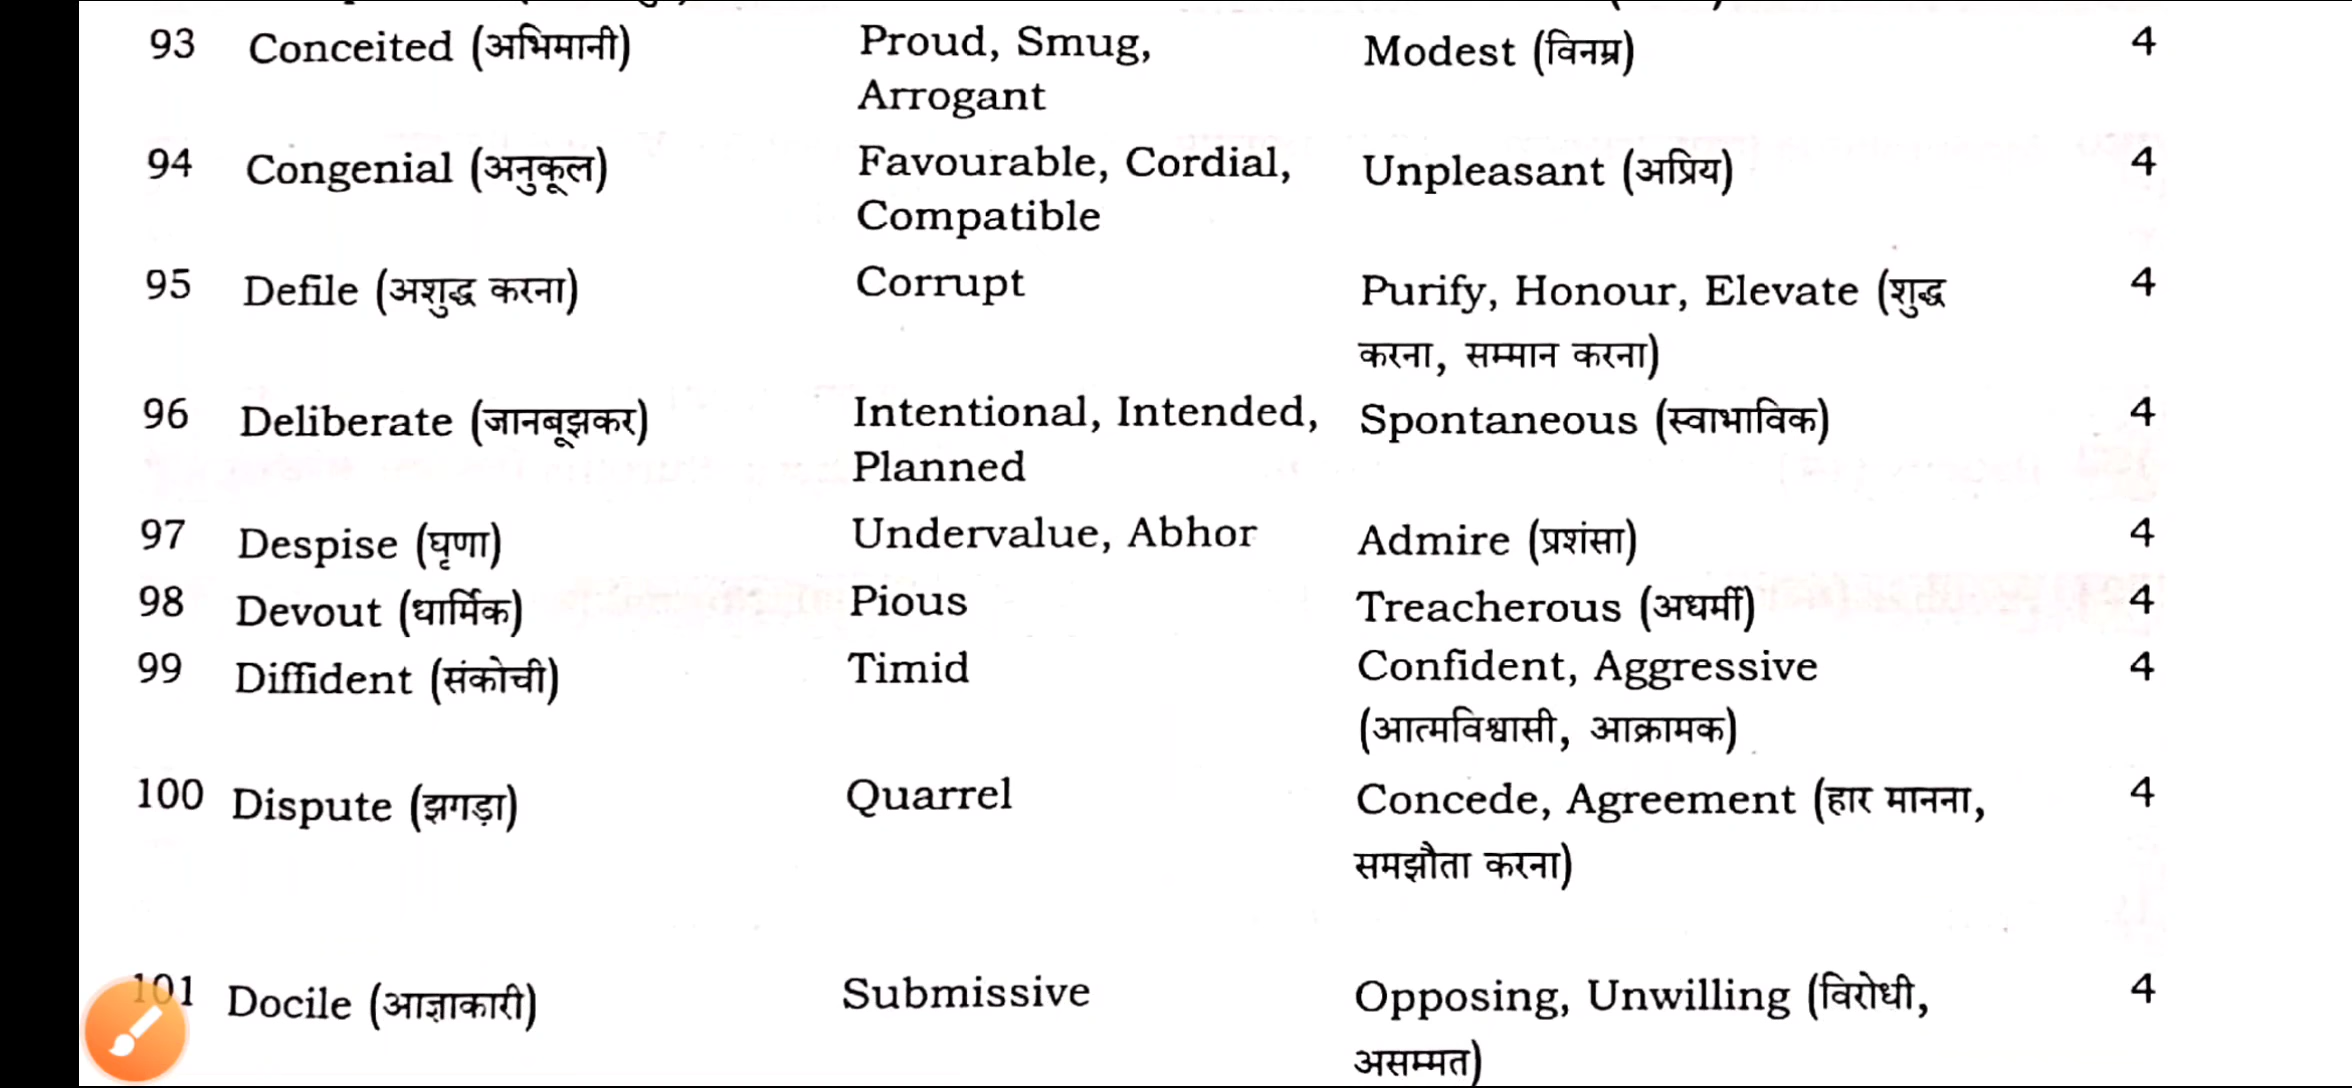 93 Conceited (अभिमानी) Proud, Smug, Modest (विनम्र) 4
Arrogant
94 Congenial (अनुकूल) Favourable, Cordial, Unpleasant (अप्रिय) 4
Compatible
95 Defile (अशुद्ध करना) Corrupt Purify, Honour, Elevate (शुद्ध 4
करना, सम्मान करना)
96 Deliberate (जानबूझकर) Intentional, Intended, Spontaneous (स्वाभाविक) 4
Planned
97 Despise (घृणा) Undervalue, Abhor Admire (प्रशंसा) 4
98 Devout (धार्मिक) Pious Treacherous (अधर्मी) 4
99 Diffident (संकोची) Timid Confident, Aggressive 4
(आत्मविश्वासी, आक्रामक)
100 Dispute (झगड़ा) Quarrel Concede, Agreement (हार मानना, 4
समझौता करना)
101 Docile (आज्ञाकारी) Submissive Opposing, Unwilling (विरोधी, 4
असम्मत)